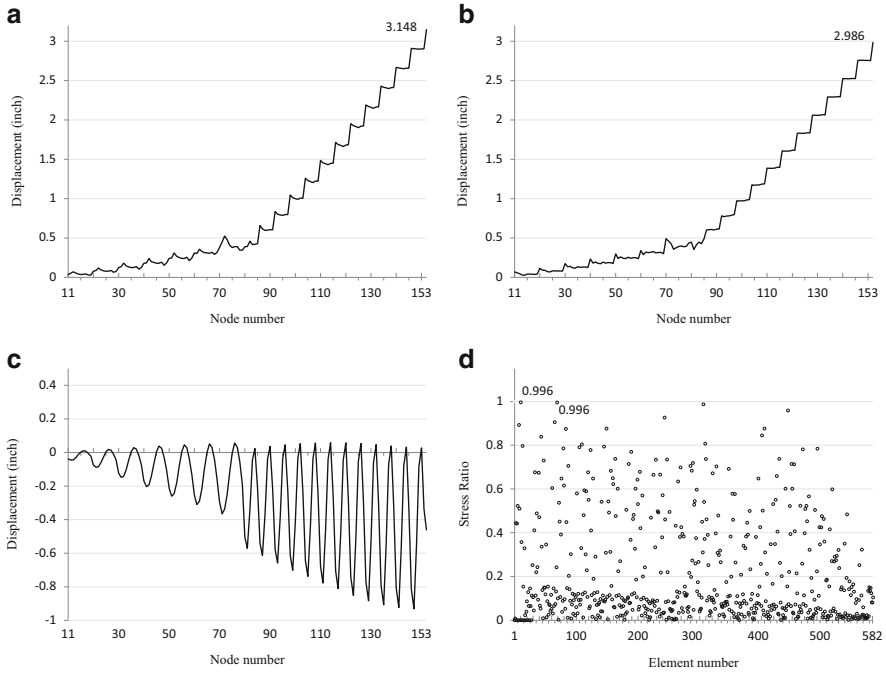 a
3.148
3
2.5
2
1.5
1
0.5
0
Displacement (inch)
11 30 50 70 90 110 130 153
Node number
b
2.986
3
2.5
2
1.5
1
0.5
0
Displacement (inch)
11 30 50 70 90 110 130 153
Node number
c
0.4
0.2
0
-0.2
-0.4
-0.6
-0.8
-1
Displacement (inch)
11 30 50 70 90 110 130 153
Node number
d
0.996
0.996
1
0.8
0.6
0.4
0.2
0
Stress Ratio
1 100 200 300 400 500 582
Element number